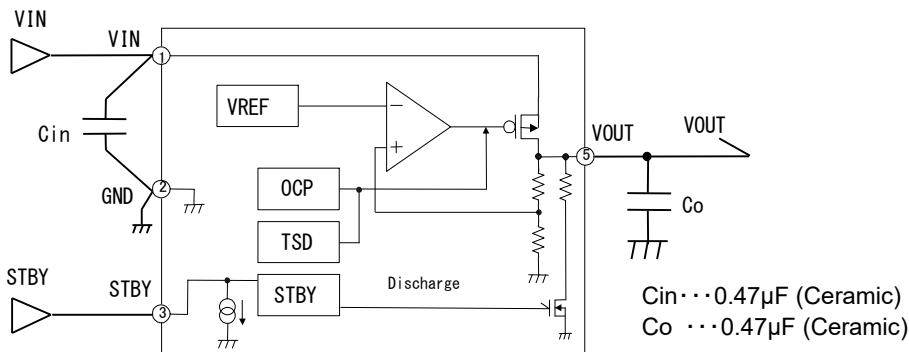 VIN
VIN
1
VREF
−
+
VOUT
5
VOUT
Cin
2
GND
OCP
TSD
Co
STBY
STBY
3
STBY
Discharge
Cin･･･0.47µF (Ceramic)
Co ･･･0.47µF (Ceramic)